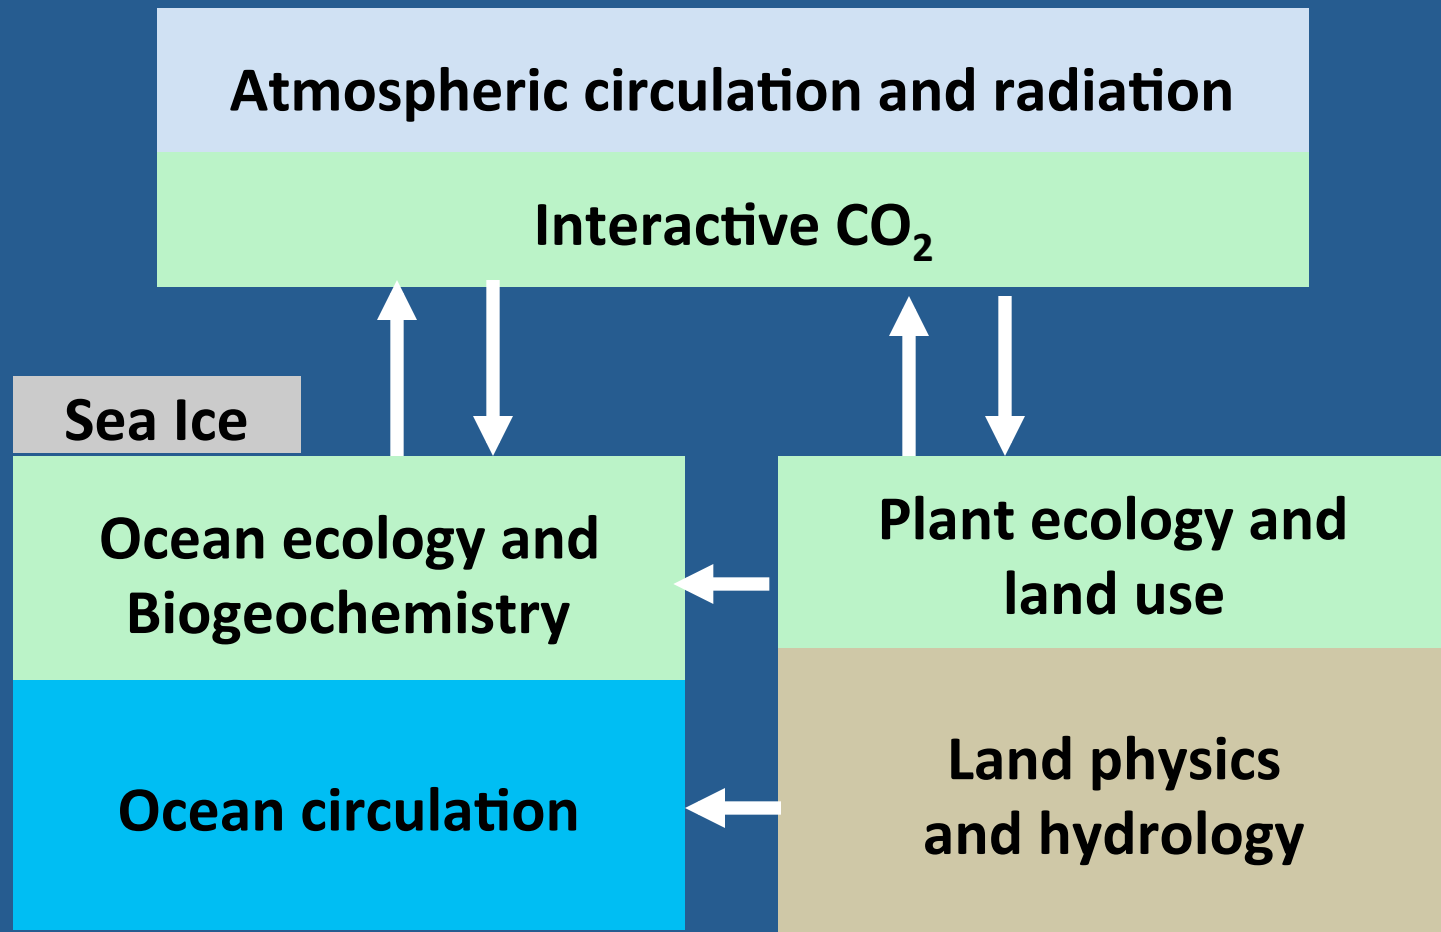 Atmospheric circulation and radiation
Interactive CO₂
Sea Ice
Ocean ecology and
Biogeochemistry
Plant ecology and
land use
Ocean circulation
Land physics
and hydrology